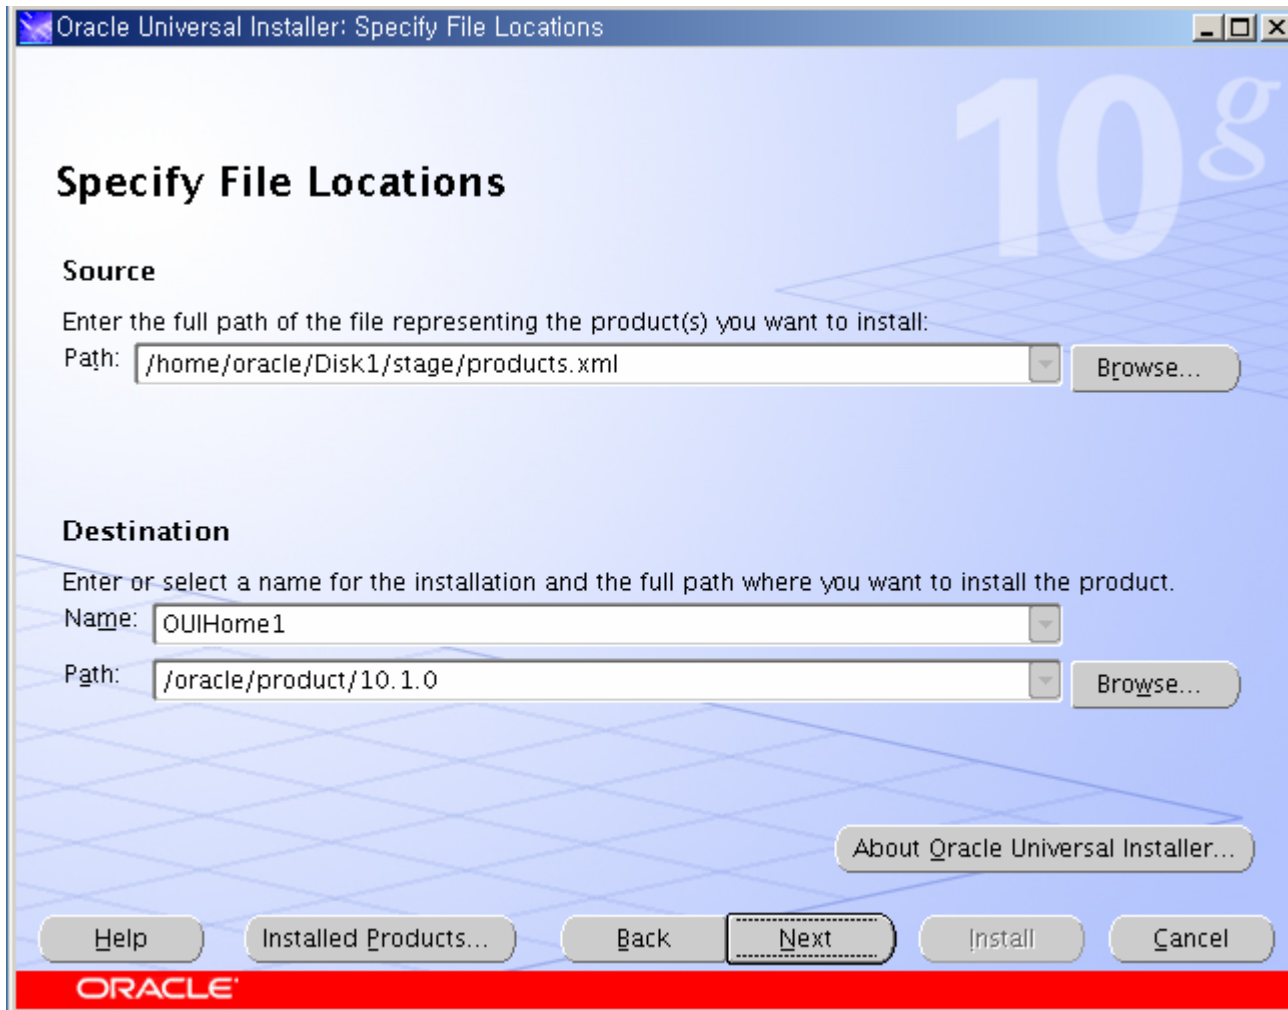 Oracle Universal Installer: Specify File Locations
10g
Specify File Locations
Source
Enter the full path of the file representing the product(s) you want to install:
Path: /home/oracle/Disk1/stage/products.xml Browse...
Destination
Enter or select a name for the installation and the full path where you want to install the product.
Name: OUIHome1
Path: /oracle/product/10.1.0 Browse...
About Oracle Universal Installer...
Help Installed Products... Back Next Install Cancel
ORACLE